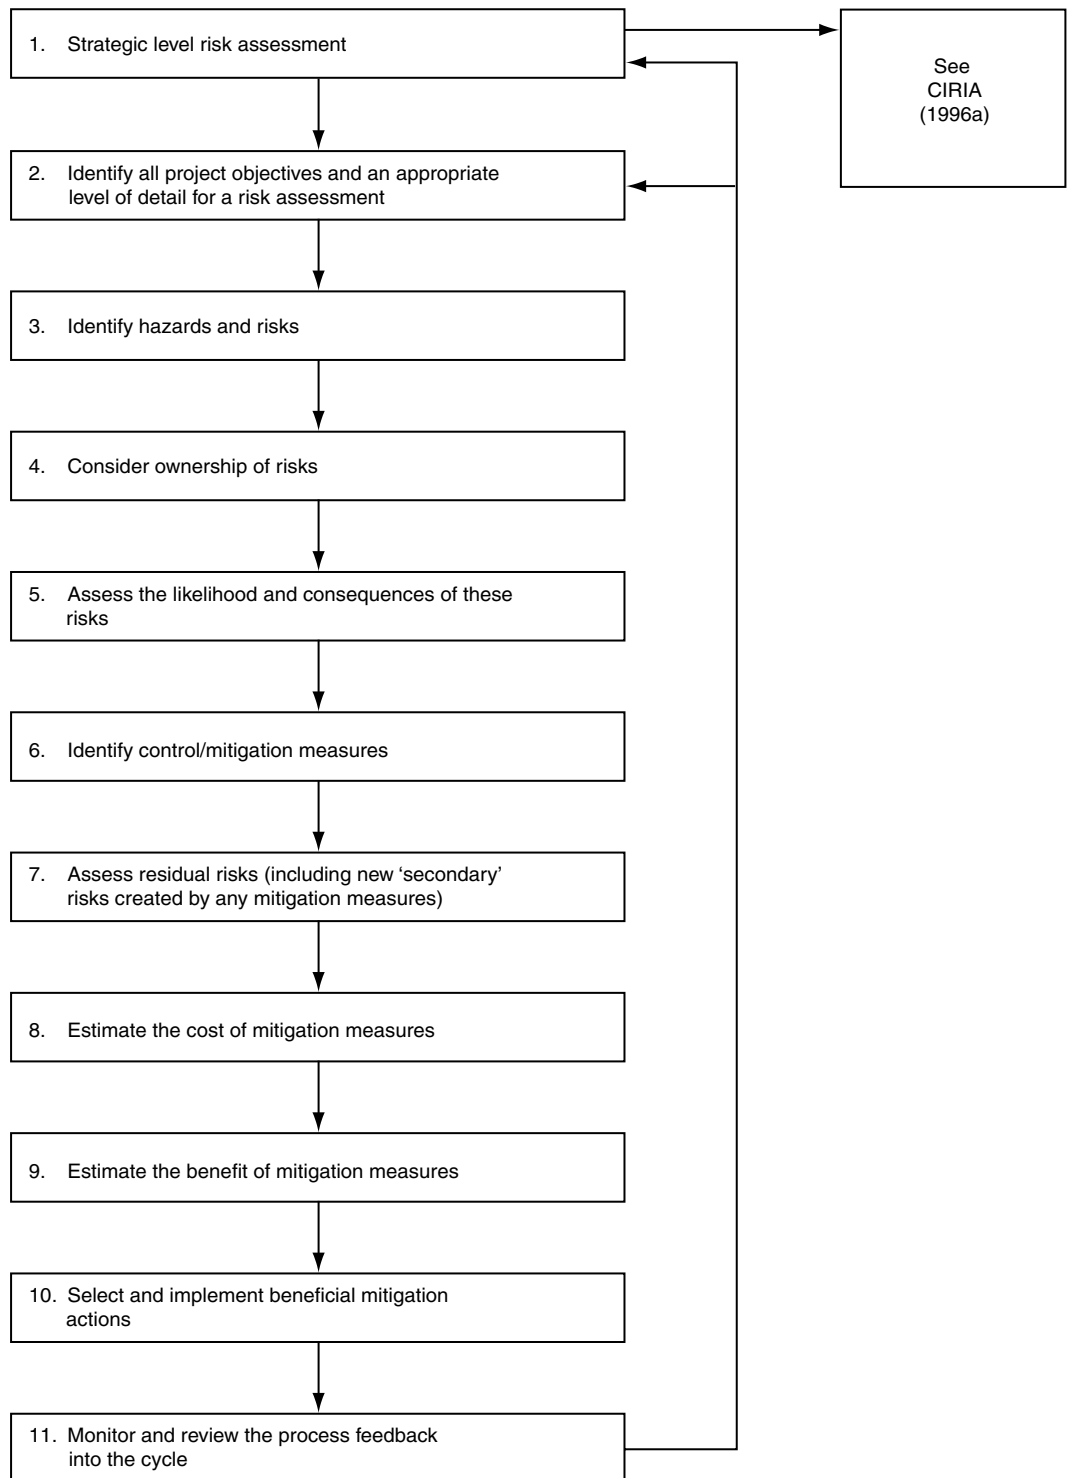 1. Strategic level risk assessment
See
CIRIA
(1996a)
2. Identify all project objectives and an appropriate
level of detail for a risk assessment
3. Identify hazards and risks
4. Consider ownership of risks
5. Assess the likelihood and consequences of these
risks
6. Identify control/mitigation measures
7. Assess residual risks (including new ‘secondary’
risks created by any mitigation measures)
8. Estimate the cost of mitigation measures
9. Estimate the benefit of mitigation measures
10. Select and implement beneficial mitigation
actions
11. Monitor and review the process feedback
into the cycle